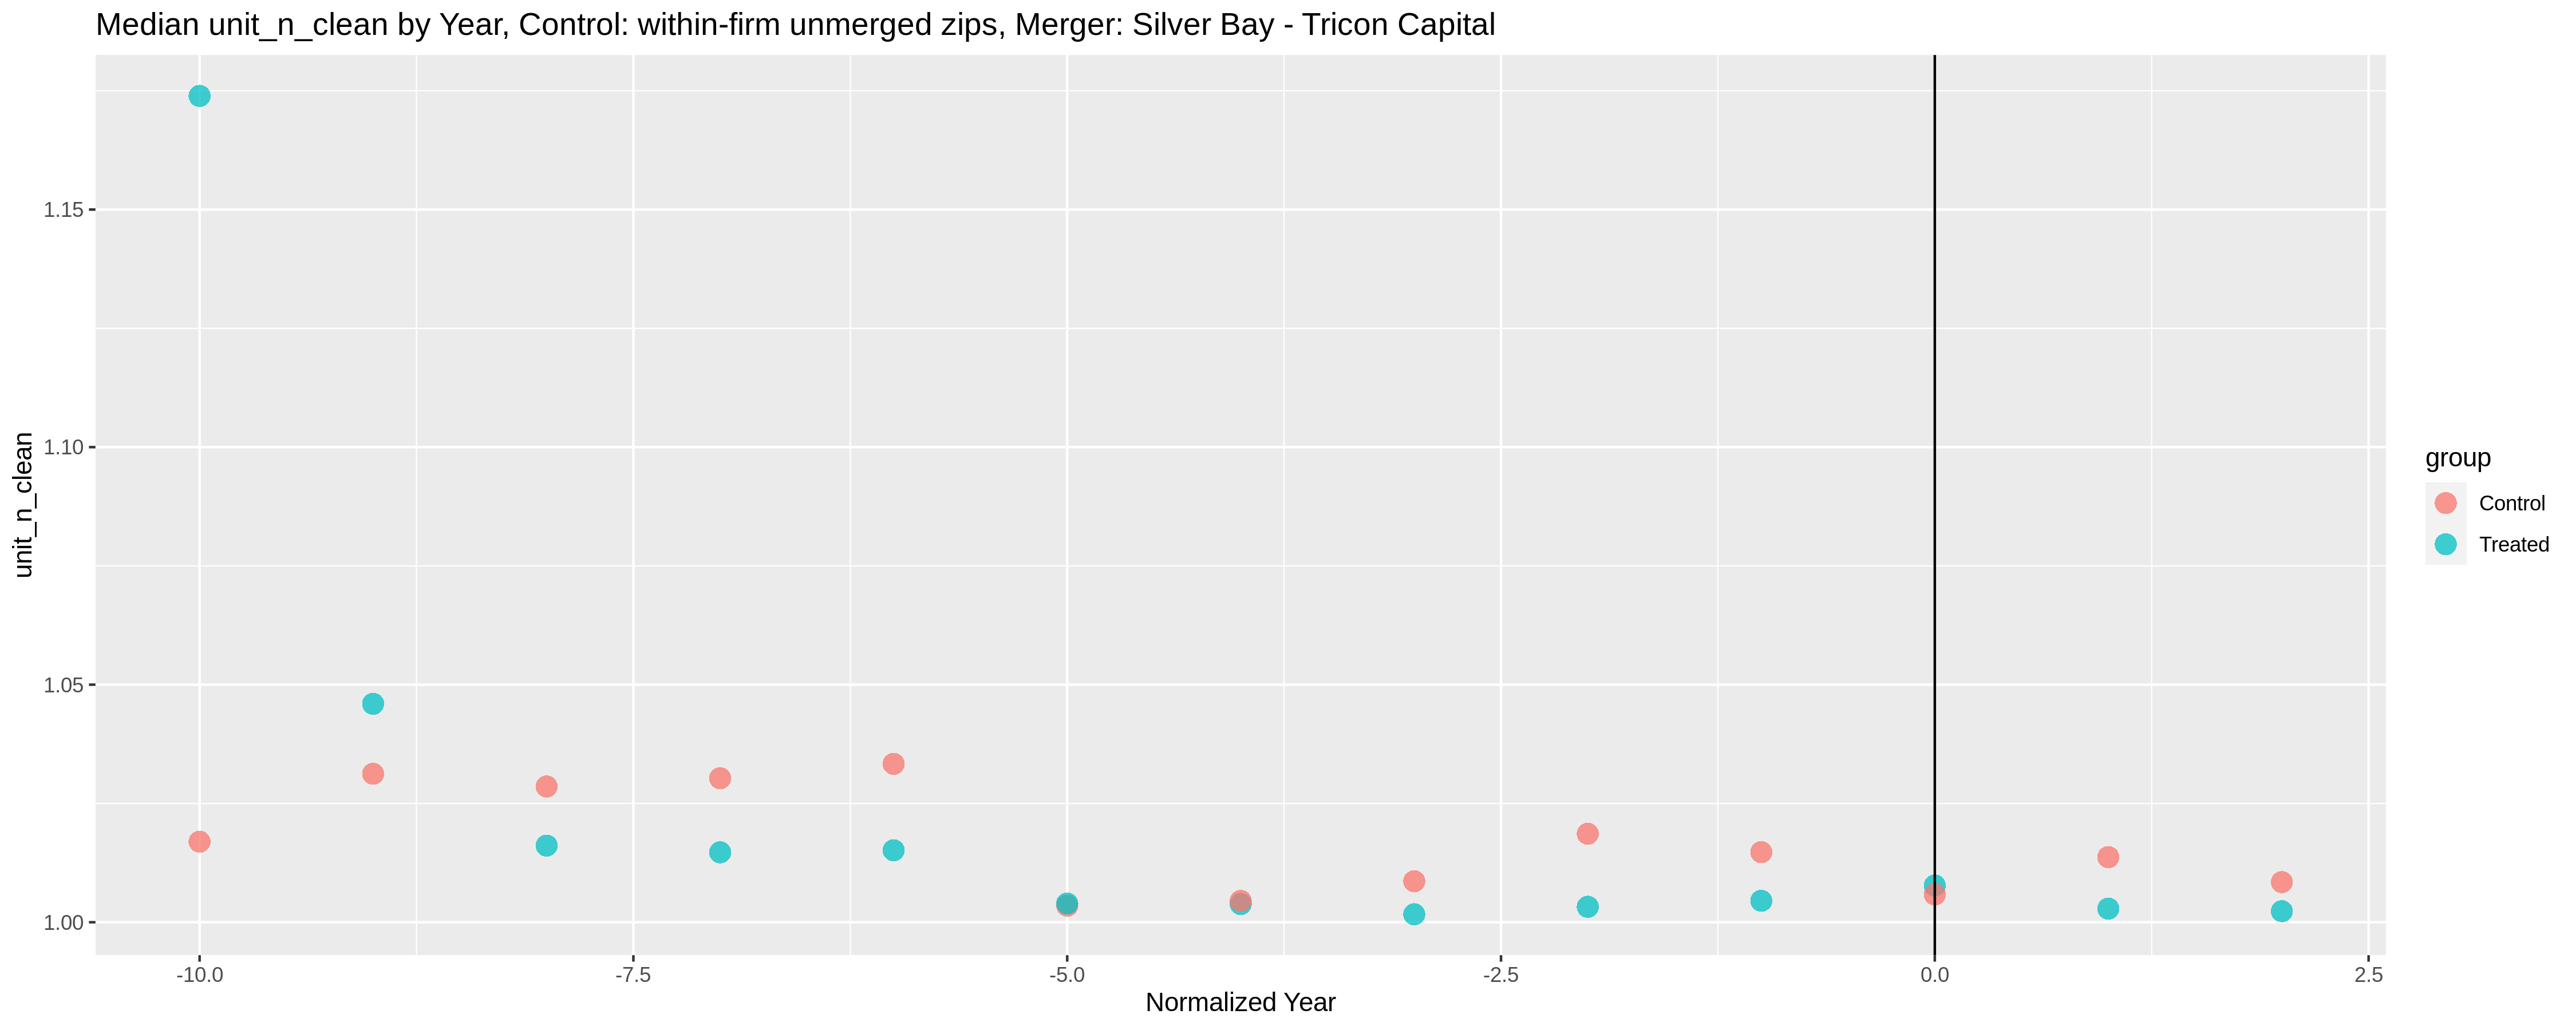 Median unit_n_clean by Year, Control: within-firm unmerged zips, Merger: Silver Bay - Tricon Capital
unit_n_clean
1.15
1.10
1.05
1.00
-10.0
-7.5
-5.0
-2.5
0.0
2.5
Normalized Year
group
Control
Treated